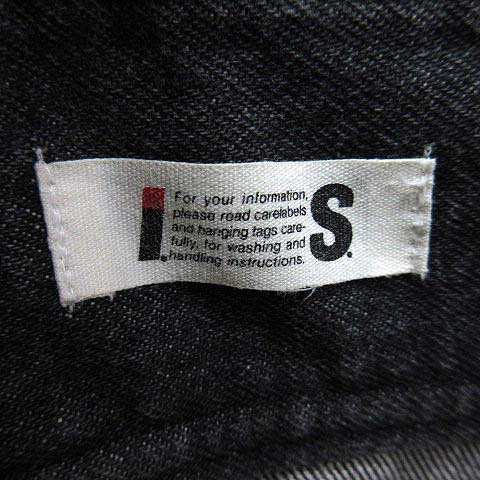 I.S.
For your information,
please read carelabels
and hanging tags care-
fully, for washing and
handling instructions.